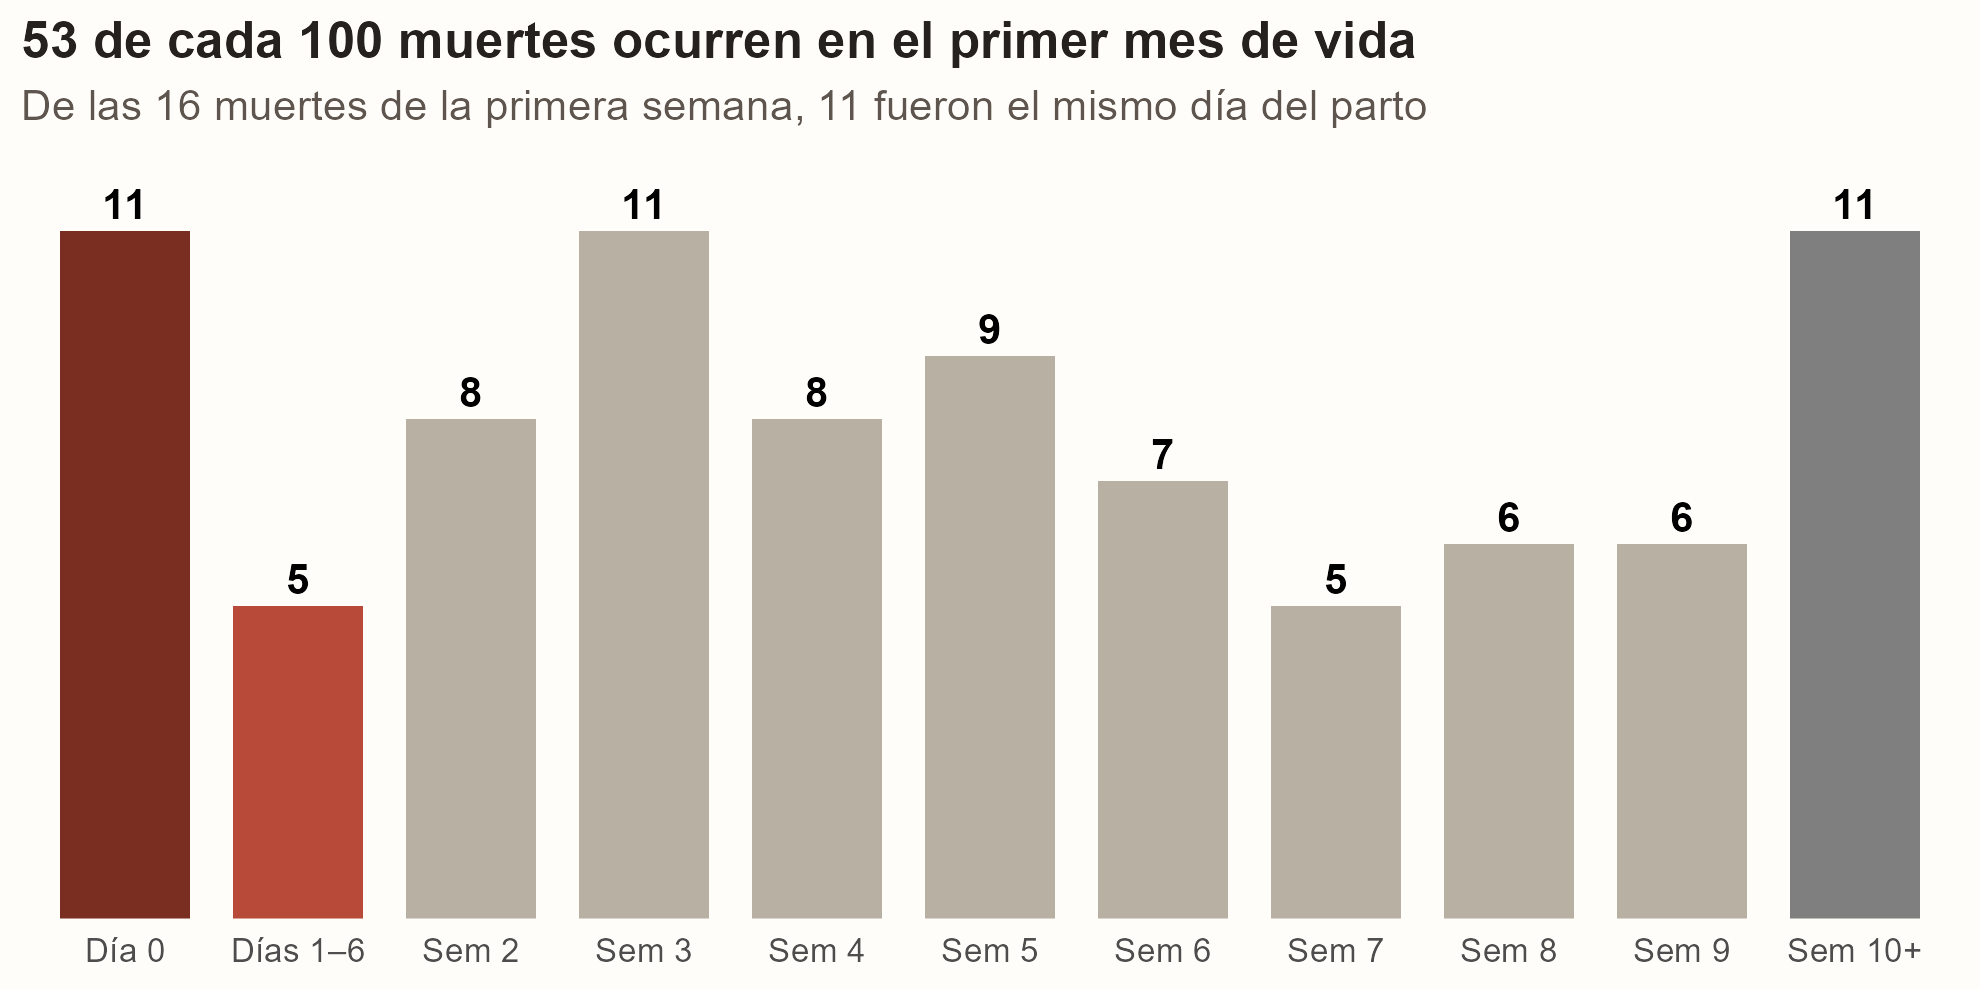 53 de cada 100 muertes ocurren en el primer mes de vida
De las 16 muertes de la primera semana, 11 fueron el mismo día del parto
11
5
8
11
8
9
7
5
6
6
11
Día 0
Días 1–6
Sem 2
Sem 3
Sem 4
Sem 5
Sem 6
Sem 7
Sem 8
Sem 9
Sem 10+